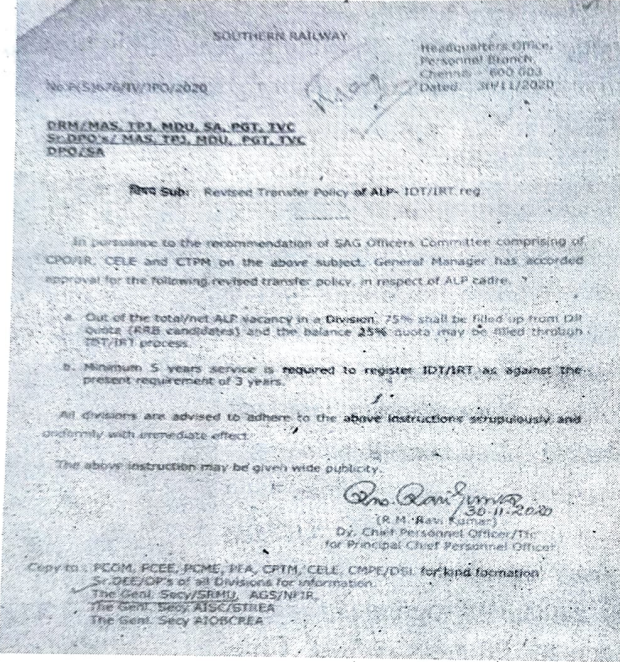 SOUTHERN RAILWAY
Headquarters Office,
Personnel Branch,
Chennai - 600 003
No.P(S)676/IV/TPO/2020
Dated: 30/11/2020
DRM/MAS, TPJ, MDU, SA, PGT, TVC
Sr.DPO's/ MAS, TPJ, MDU, PGT, TVC
DPO/SA
विषय Sub: Revised Transfer Policy of ALP- IDT/IRT reg
In pursuance to the recommendation of SAG Officers Committee comprising of
CPO/IR, CELE and CTPM on the above subject, General Manager has accorded
approval for the following revised transfer policy, in respect of ALP cadre.
a. Out of the total/net ALP vacancy in a Division, 75% shall be filled up from DR
quota (RRB candidates) and the balance 25% quota may be filled through
IDT/IRT process.
b. Minimum 5 years service is required to register IDT/IRT as against the
present requirement of 3 years.
All divisions are advised to adhere to the above instructions scrupulously and
uniformly with immediate effect.
The above instruction may be given wide publicity.
30-11-2020
(R.M. Ravi Kumar)
Dy. Chief Personnel Officer/Tfc
for Principal Chief Personnel Officer
Copy to : PCOM, PCEE, PCME, PFA, CPTM, CELE, CMPE/DSL for kind formation
Sr.DEE/OP's of all Divisions for information.
The Genl. Secy/SRMU, AGS/NFIR,
The Genl. Secy AISC/STREA
The Genl. Secy AIOBCREA